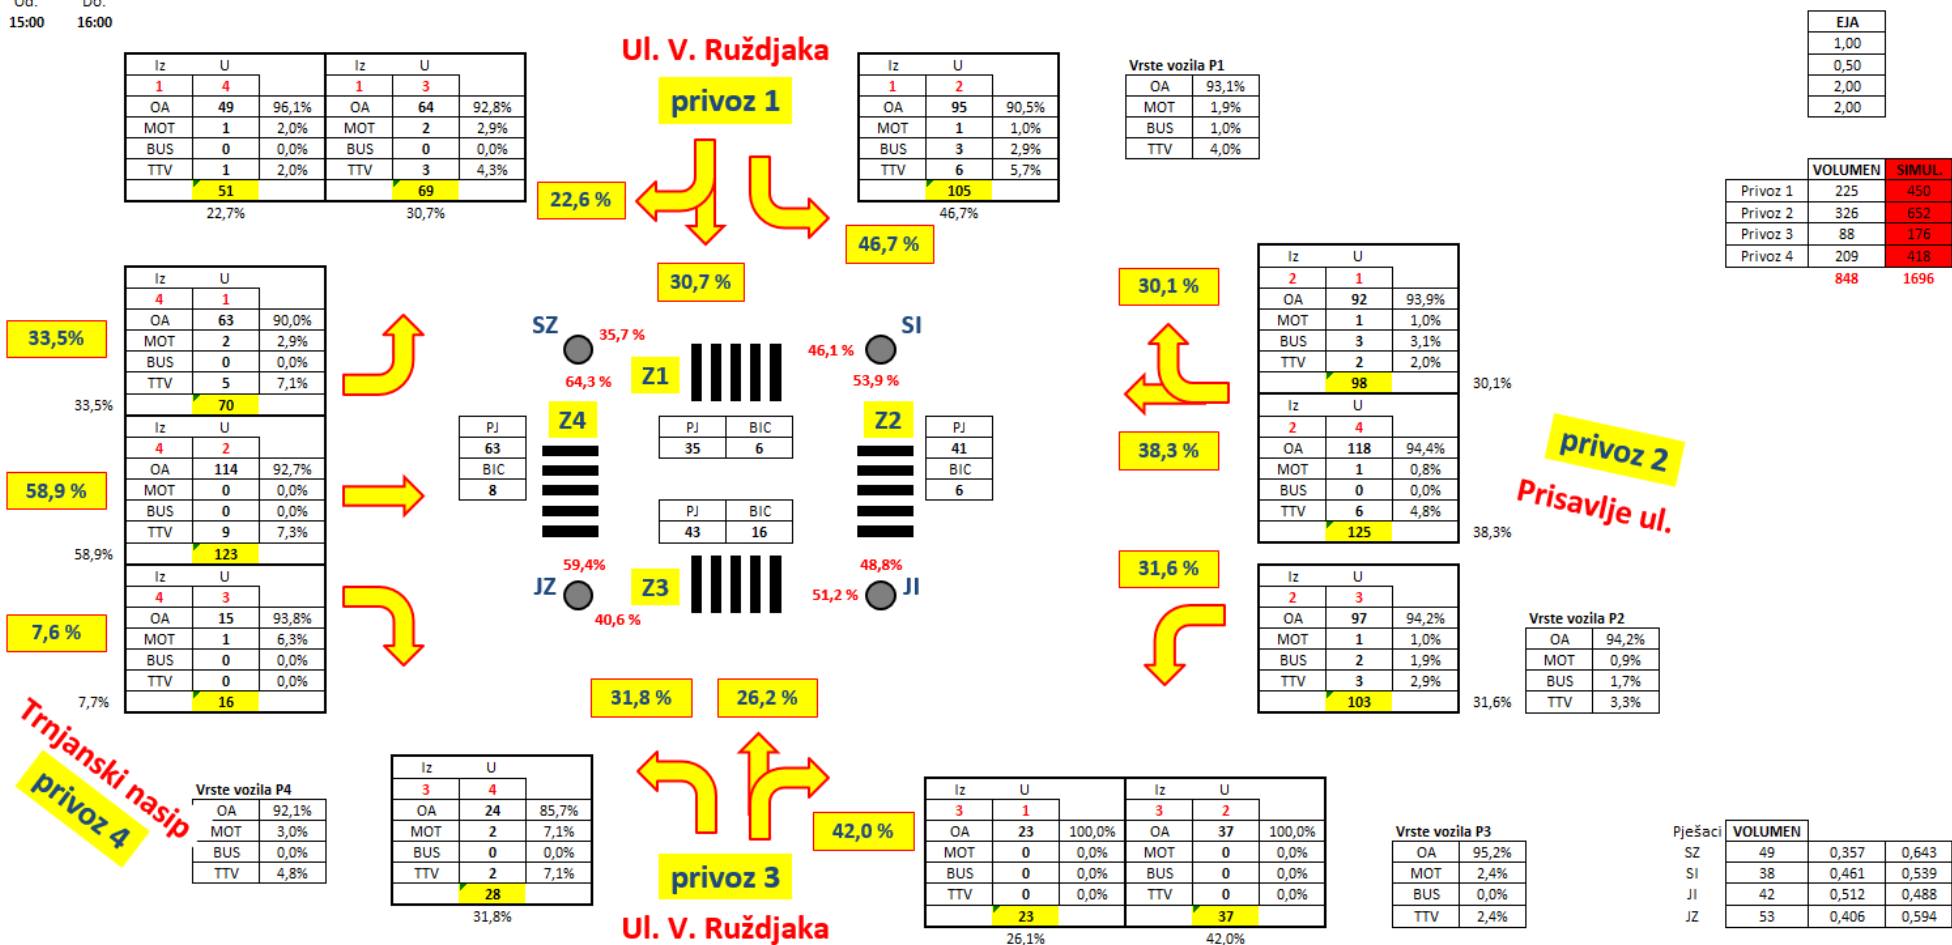 Od: Do:
15:00 16:00
EJA
1,00
0,50
2,00
2,00
Ul. V. Ruždjaka
privoz 1
Iz U Iz U
1 4 1 3
OA 49 96,1% OA 64 92,8%
MOT 1 2,0% MOT 2 2,9%
BUS 0 0,0% BUS 0 0,0%
TTV 1 2,0% TTV 3 4,3%
51 69
22,7% 30,7%
Iz U
1 2
OA 95 90,5%
MOT 1 1,0%
BUS 3 2,9%
TTV 6 5,7%
105
46,7%
Vrste vozila P1
OA 93,1%
MOT 1,9%
BUS 1,0%
TTV 4,0%
22,6 %
46,7 %
30,7 %
VOLUMEN SIMUL.
Privoz 1 225 450
Privoz 2 326 652
Privoz 3 88 176
Privoz 4 209 418
848 1696
33,5%
Iz U
4 1
OA 63 90,0%
MOT 2 2,9%
BUS 0 0,0%
TTV 5 7,1%
33,5% 70
58,9 %
Iz U
4 2
OA 114 92,7%
MOT 0 0,0%
BUS 0 0,0%
TTV 9 7,3%
58,9% 123
7,6 %
Iz U
4 3
OA 15 93,8%
MOT 1 6,3%
BUS 0 0,0%
TTV 0 0,0%
7,7% 16
SZ 35,7 %
64,3 %
Z1
46,1 % SI
53,9 %
Z4
PJ
63
BIC
8
PJ BIC
35 6
Z2
PJ
41
BIC
6
PJ BIC
43 16
59,4%
JZ
40,6 %
Z3
48,8%
51,2 % JI
30,1 %
38,3 %
31,6 %
Iz U
2 1
OA 92 93,9%
MOT 1 1,0%
BUS 3 3,1%
TTV 2 2,0%
98 30,1%
Iz U
2 4
OA 118 94,4%
MOT 1 0,8%
BUS 0 0,0%
TTV 6 4,8%
125 38,3%
Iz U
2 3
OA 97 94,2%
MOT 1 1,0%
BUS 2 1,9%
TTV 3 2,9%
103 31,6%
privoz 2
Prisavlje ul.
Vrste vozila P2
OA 94,2%
MOT 0,9%
BUS 1,7%
TTV 3,3%
Trnjanski nasip
privoz 4
Vrste vozila P4
OA 92,1%
MOT 3,0%
BUS 0,0%
TTV 4,8%
31,8 % 26,2 %
42,0 %
Iz U
3 4
OA 24 85,7%
MOT 2 7,1%
BUS 0 0,0%
TTV 2 7,1%
28
31,8%
privoz 3
Ul. V. Ruždjaka
Iz U Iz U
3 1 3 2
OA 23 100,0% OA 37 100,0%
MOT 0 0,0% MOT 0 0,0%
BUS 0 0,0% BUS 0 0,0%
TTV 0 0,0% TTV 0 0,0%
23 37
26,1% 42,0%
Vrste vozila P3
OA 95,2%
MOT 2,4%
BUS 0,0%
TTV 2,4%
Pješaci VOLUMEN
SZ 49 0,357 0,643
SI 38 0,461 0,539
JI 42 0,512 0,488
JZ 53 0,406 0,594